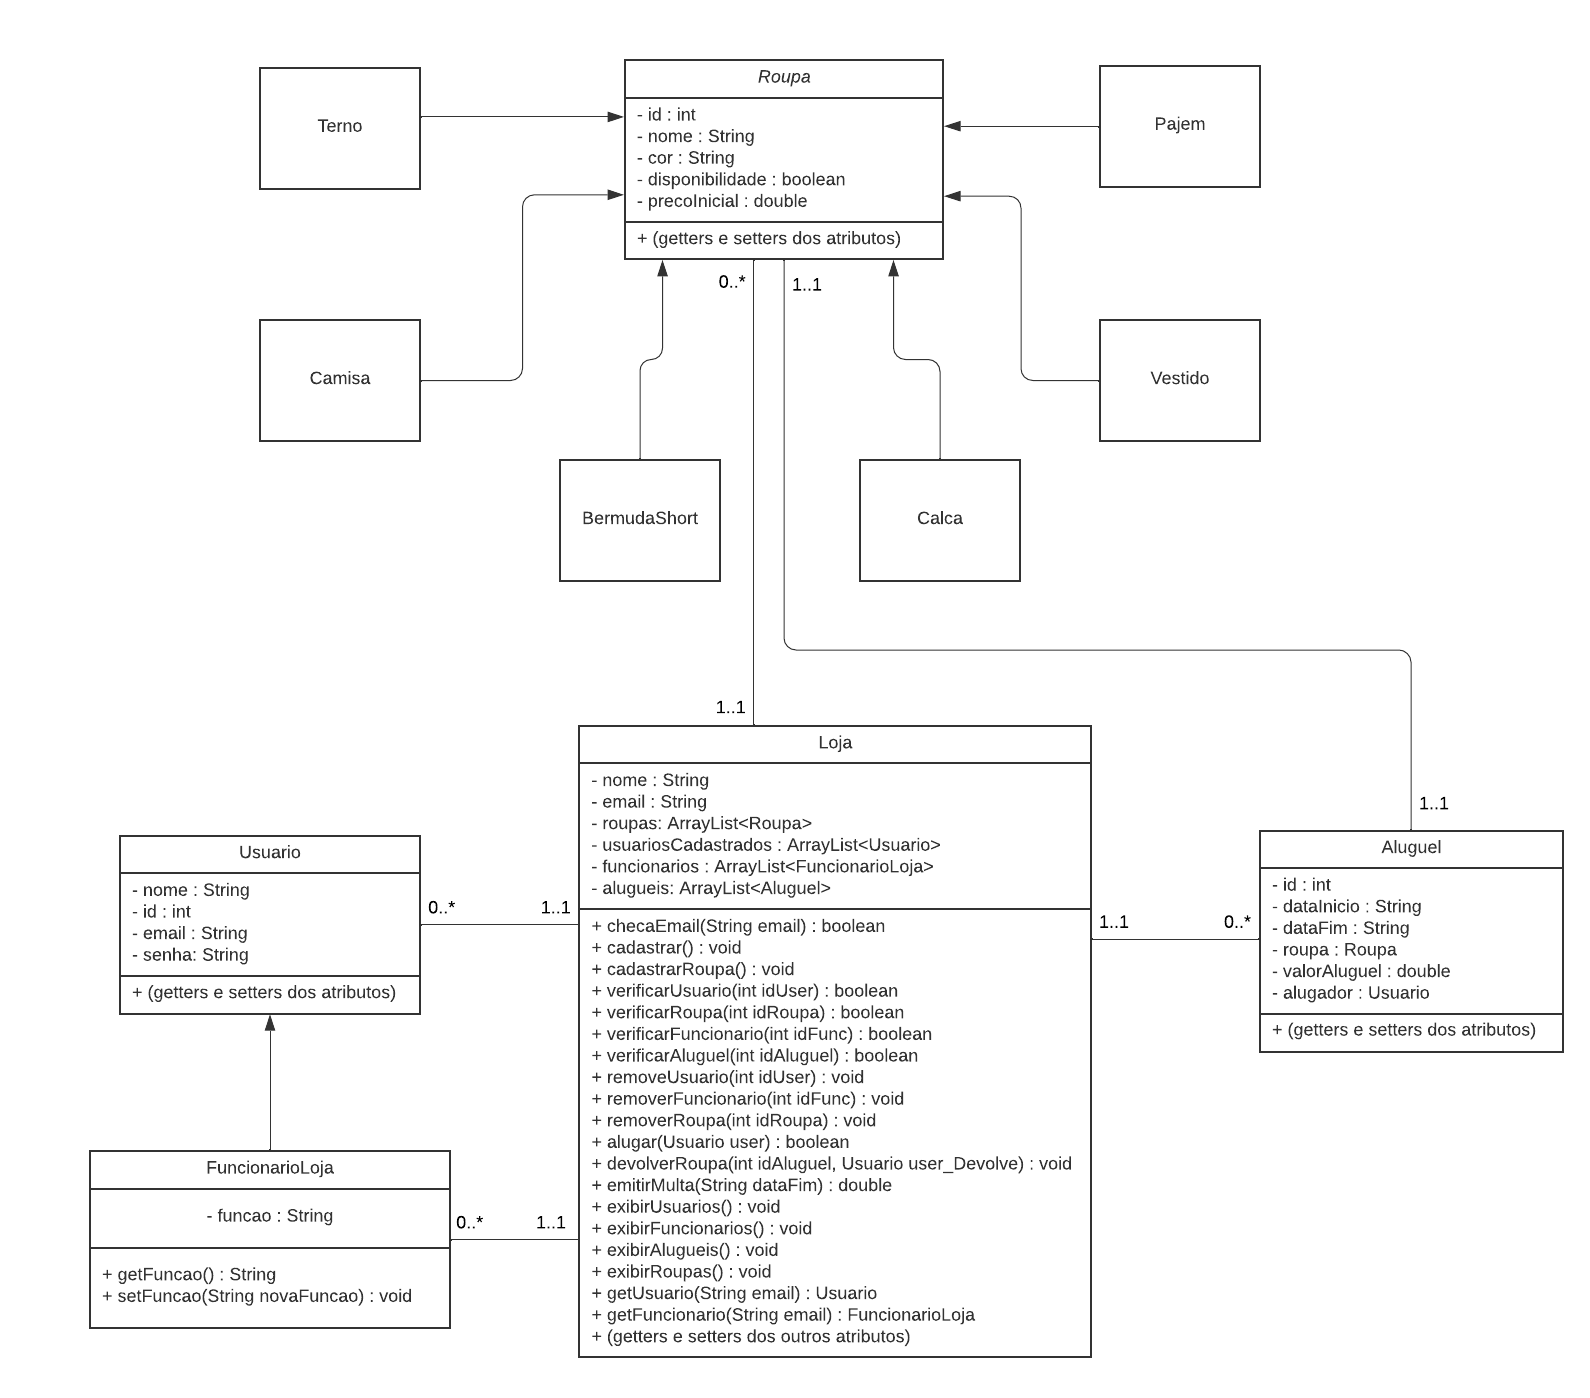 Roupa
- id : int
- nome : String
- cor : String
- disponibilidade : boolean
- precoInicial : double
+ (getters e setters dos atributos)
Terno
Pajem
0..*
1..1
Camisa
Vestido
BermudaShort
Calca
1..1
Loja
- nome : String
- email : String
- roupas: ArrayList<Roupa>
- usuariosCadastrados : ArrayList<Usuario>
- funcionarios : ArrayList<FuncionarioLoja>
- alugueis: ArrayList<Aluguel>
+ checaEmail(String email) : boolean
+ cadastrar() : void
+ cadastrarRoupa() : void
+ verificarUsuario(int idUser) : boolean
+ verificarRoupa(int idRoupa) : boolean
+ verificarFuncionario(int idFunc) : boolean
+ verificarAluguel(int idAluguel) : boolean
+ removeUsuario(int idUser) : void
+ removerFuncionario(int idFunc) : void
+ removerRoupa(int idRoupa) : void
+ alugar(Usuario user) : boolean
+ devolverRoupa(int idAluguel, Usuario user_Devolve) : void
+ emitirMulta(String dataFim) : double
+ exibirUsuarios() : void
+ exibirFuncionarios() : void
+ exibirAlugueis() : void
+ exibirRoupas() : void
+ getUsuario(String email) : Usuario
+ getFuncionario(String email) : FuncionarioLoja
+ (getters e setters dos outros atributos)
1..1
Aluguel
- id : int
- dataInicio : String
- dataFim : String
- roupa : Roupa
- valorAluguel : double
- alugador : Usuario
+ (getters e setters dos atributos)
1..1
0..*
Usuario
- nome : String
- id : int
- email : String
- senha: String
+ (getters e setters dos atributos)
0..*
1..1
FuncionarioLoja
- funcao : String
+ getFuncao() : String
+ setFuncao(String novaFuncao) : void
0..*
1..1